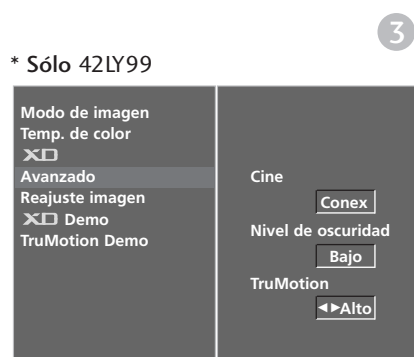 3
* Sólo 42LY99
Modo de imagen
Temp. de color
XD
Avanzado
Reajuste imagen
XD Demo
TruMotion Demo
Cine
Conex
Nivel de oscuridad
Bajo
TruMotion
◄►Alto